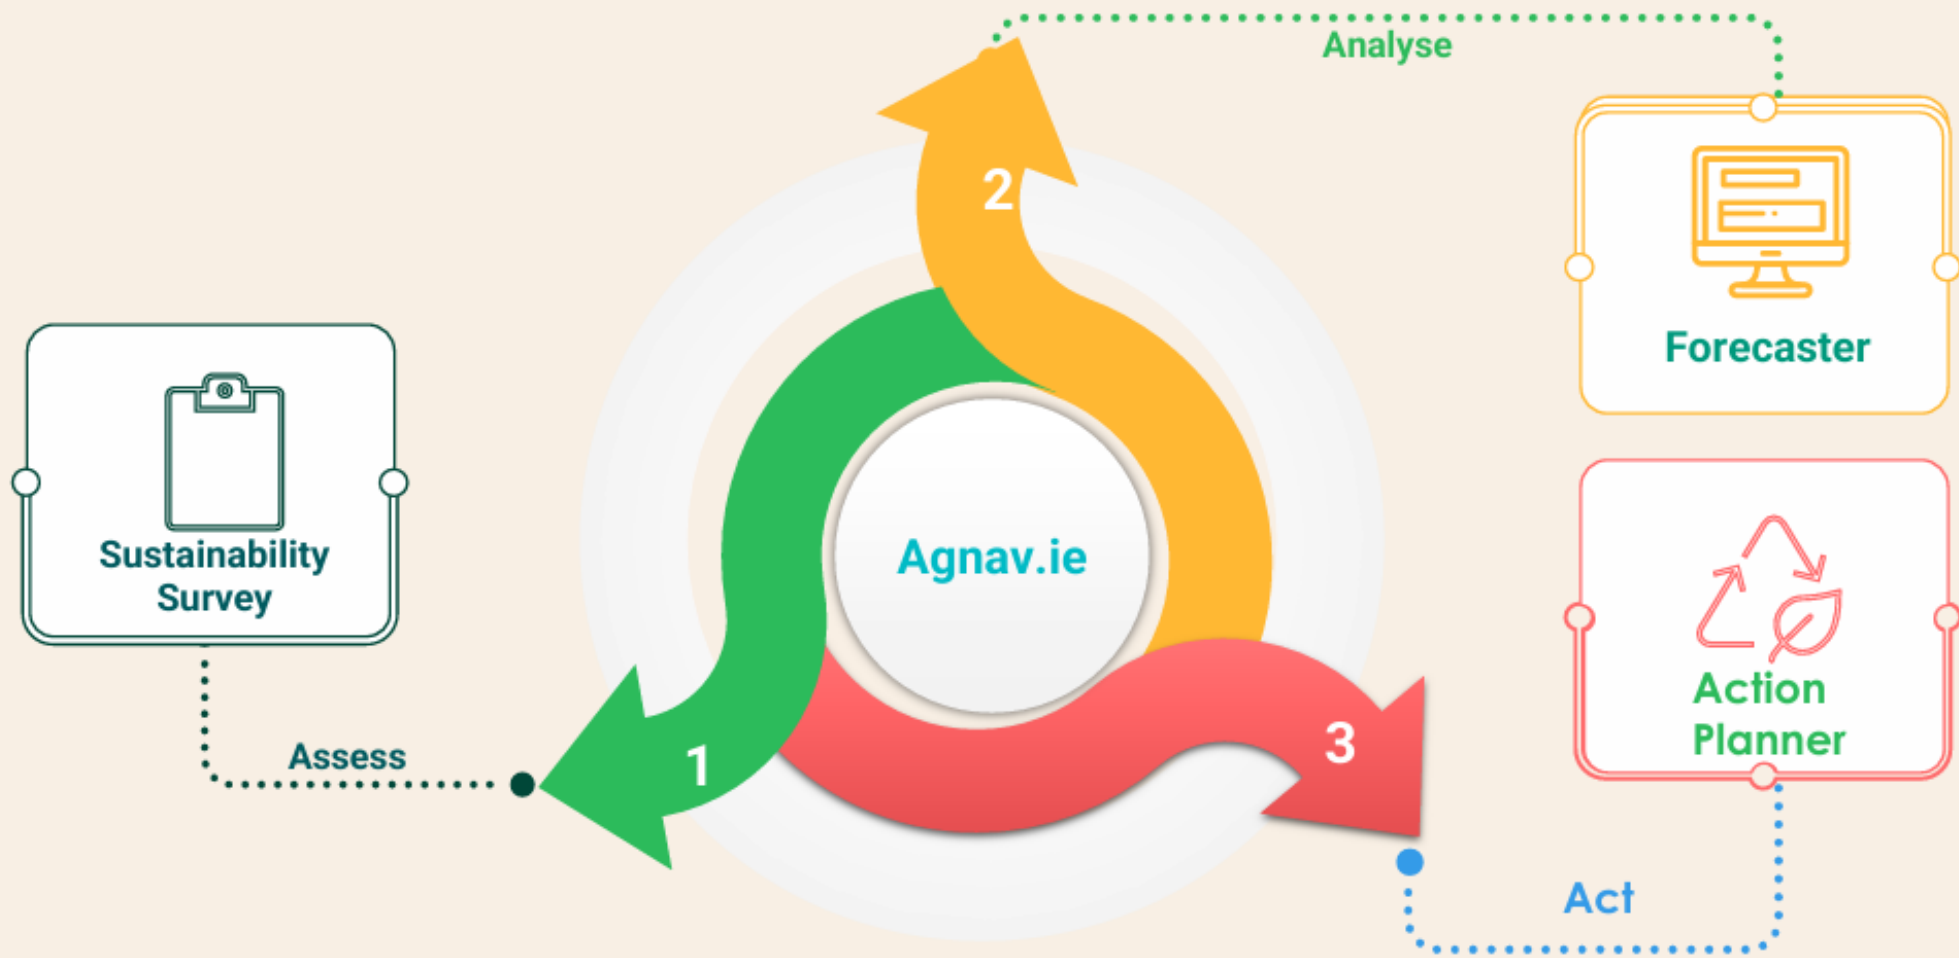 Analyse
2
Forecaster
Sustainability
Survey
Agnav.ie
Action
Planner
Assess
1
3
Act